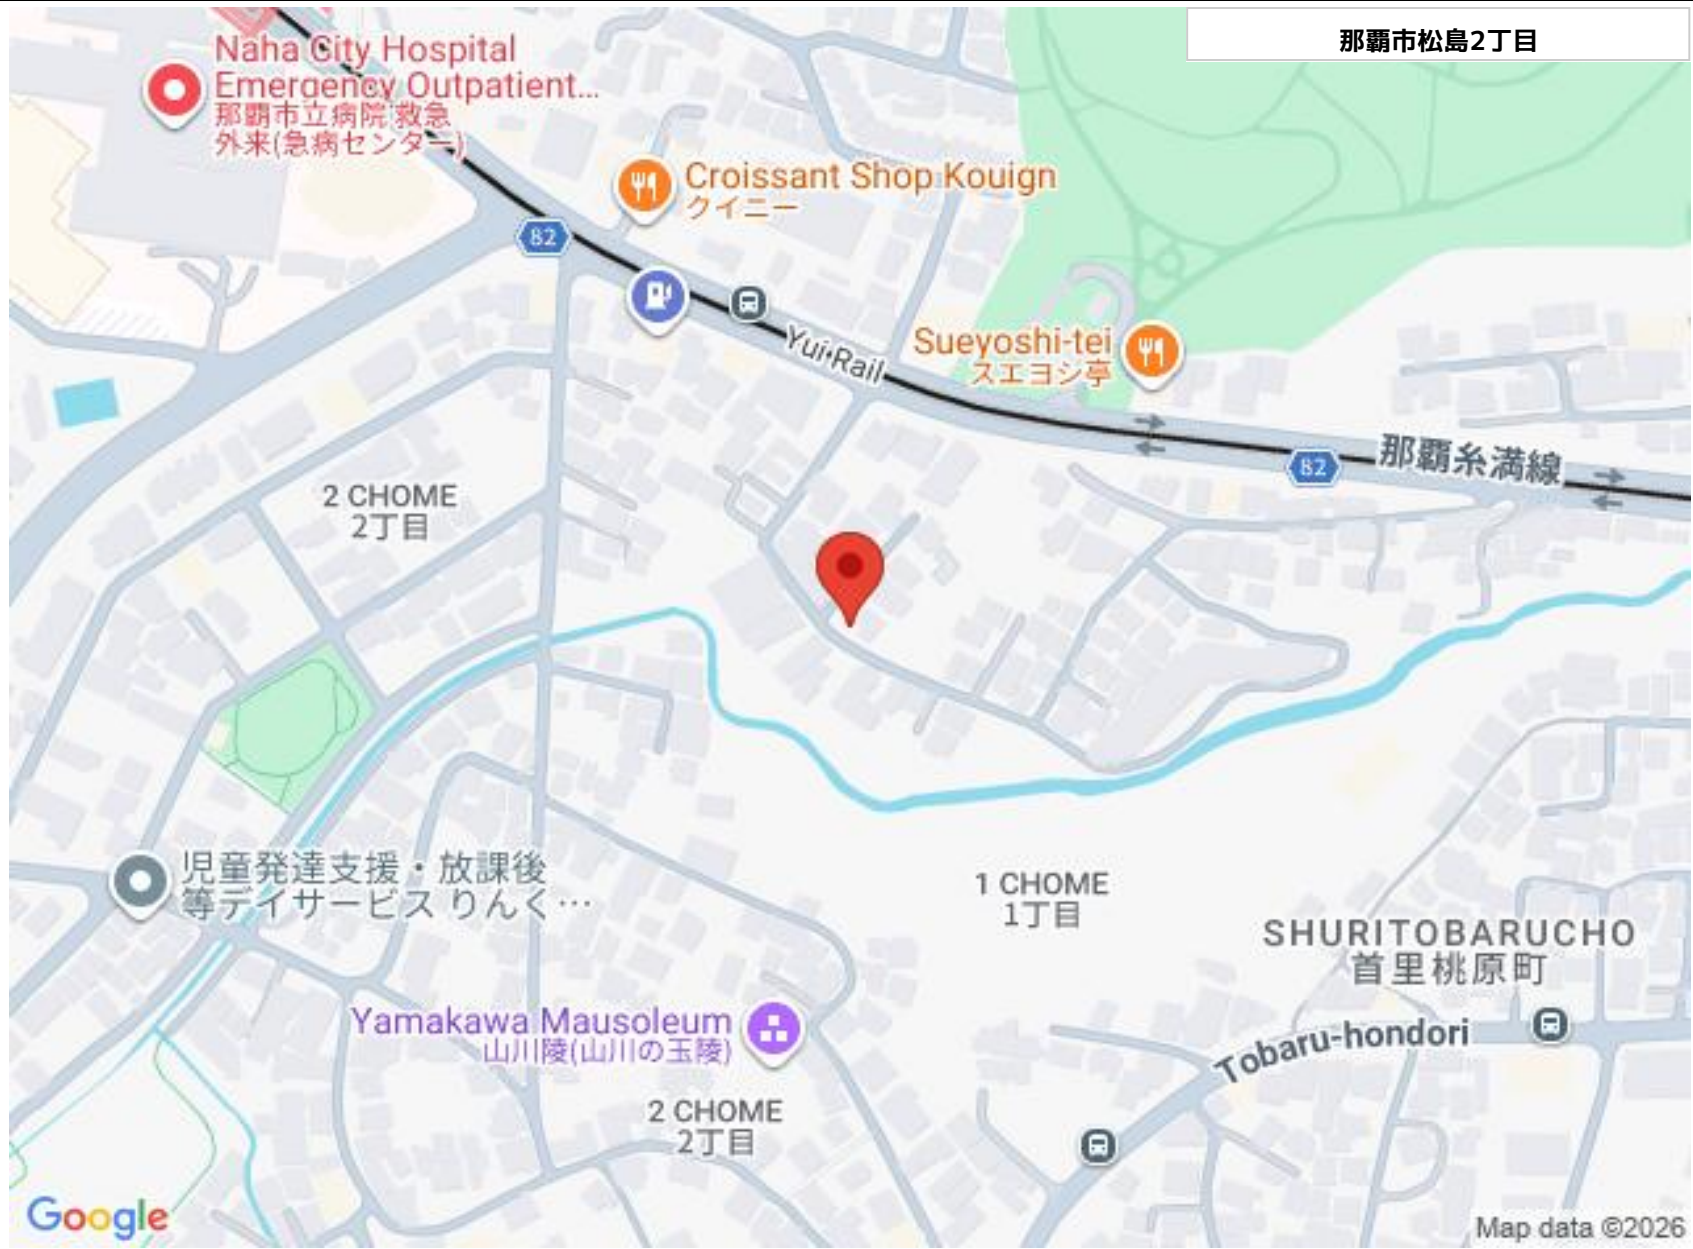 那覇市松島2丁目
Naha City Hospital
Emergency Outpatient...
那覇市立病院 救急
外来(急病センター)
Croissant Shop Kouign
クイニー
82
Yui Rail
Sueyoshi-tei
スエヨシ亭
82
那覇糸満線
2 CHOME
2丁目
児童発達支援・放課後
等デイサービス りんく…
1 CHOME
1丁目
SHURITOBARUCHO
首里桃原町
Yamakawa Mausoleum
山川陵(山川の玉陵)
Tobaru-hondori
2 CHOME
2丁目
Google
Map data ©2026